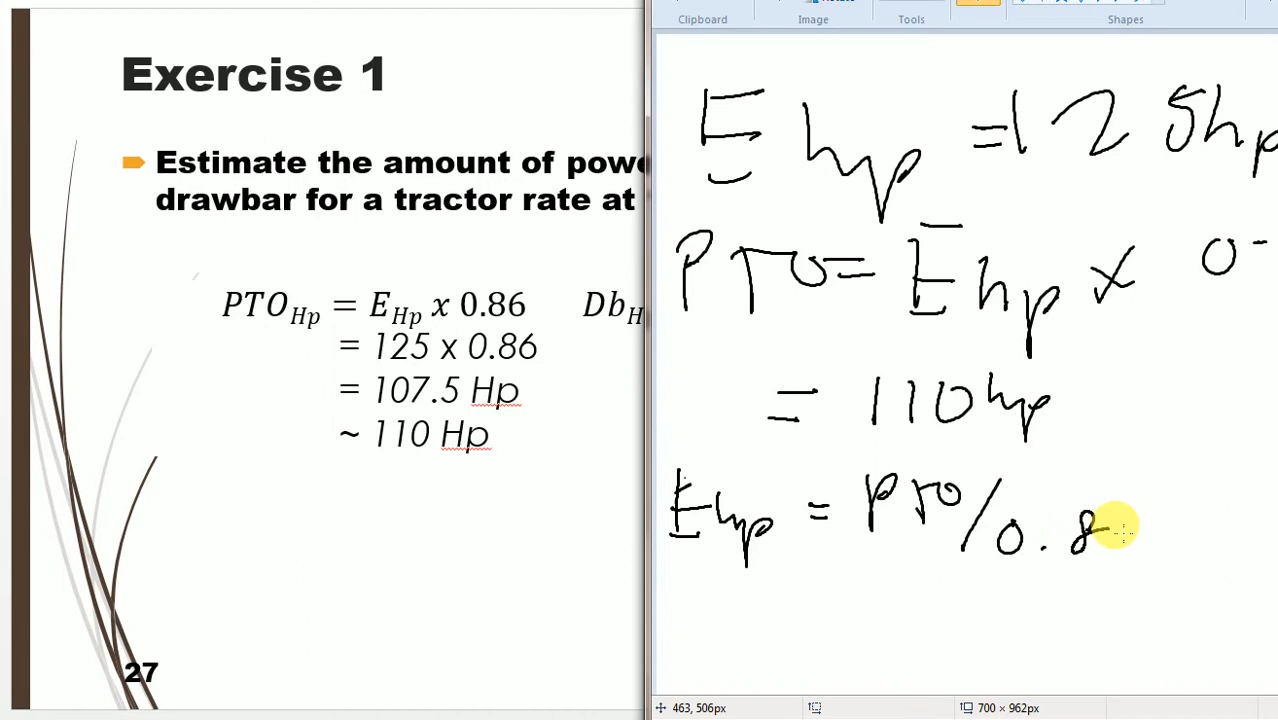 Exercise 1
Estimate the amount of powe
drawbar for a tractor rate at
PTO_Hp = E_Hp x 0.86 Db_H
= 125 x 0.86
= 107.5 Hp
~ 110 Hp
27
Clipboard Image Tools Shapes
Ehp = 125hp
PTO = Ehp x 0-
= 110hp
Ehp = PTO/0.8
463, 506px 700 × 962px